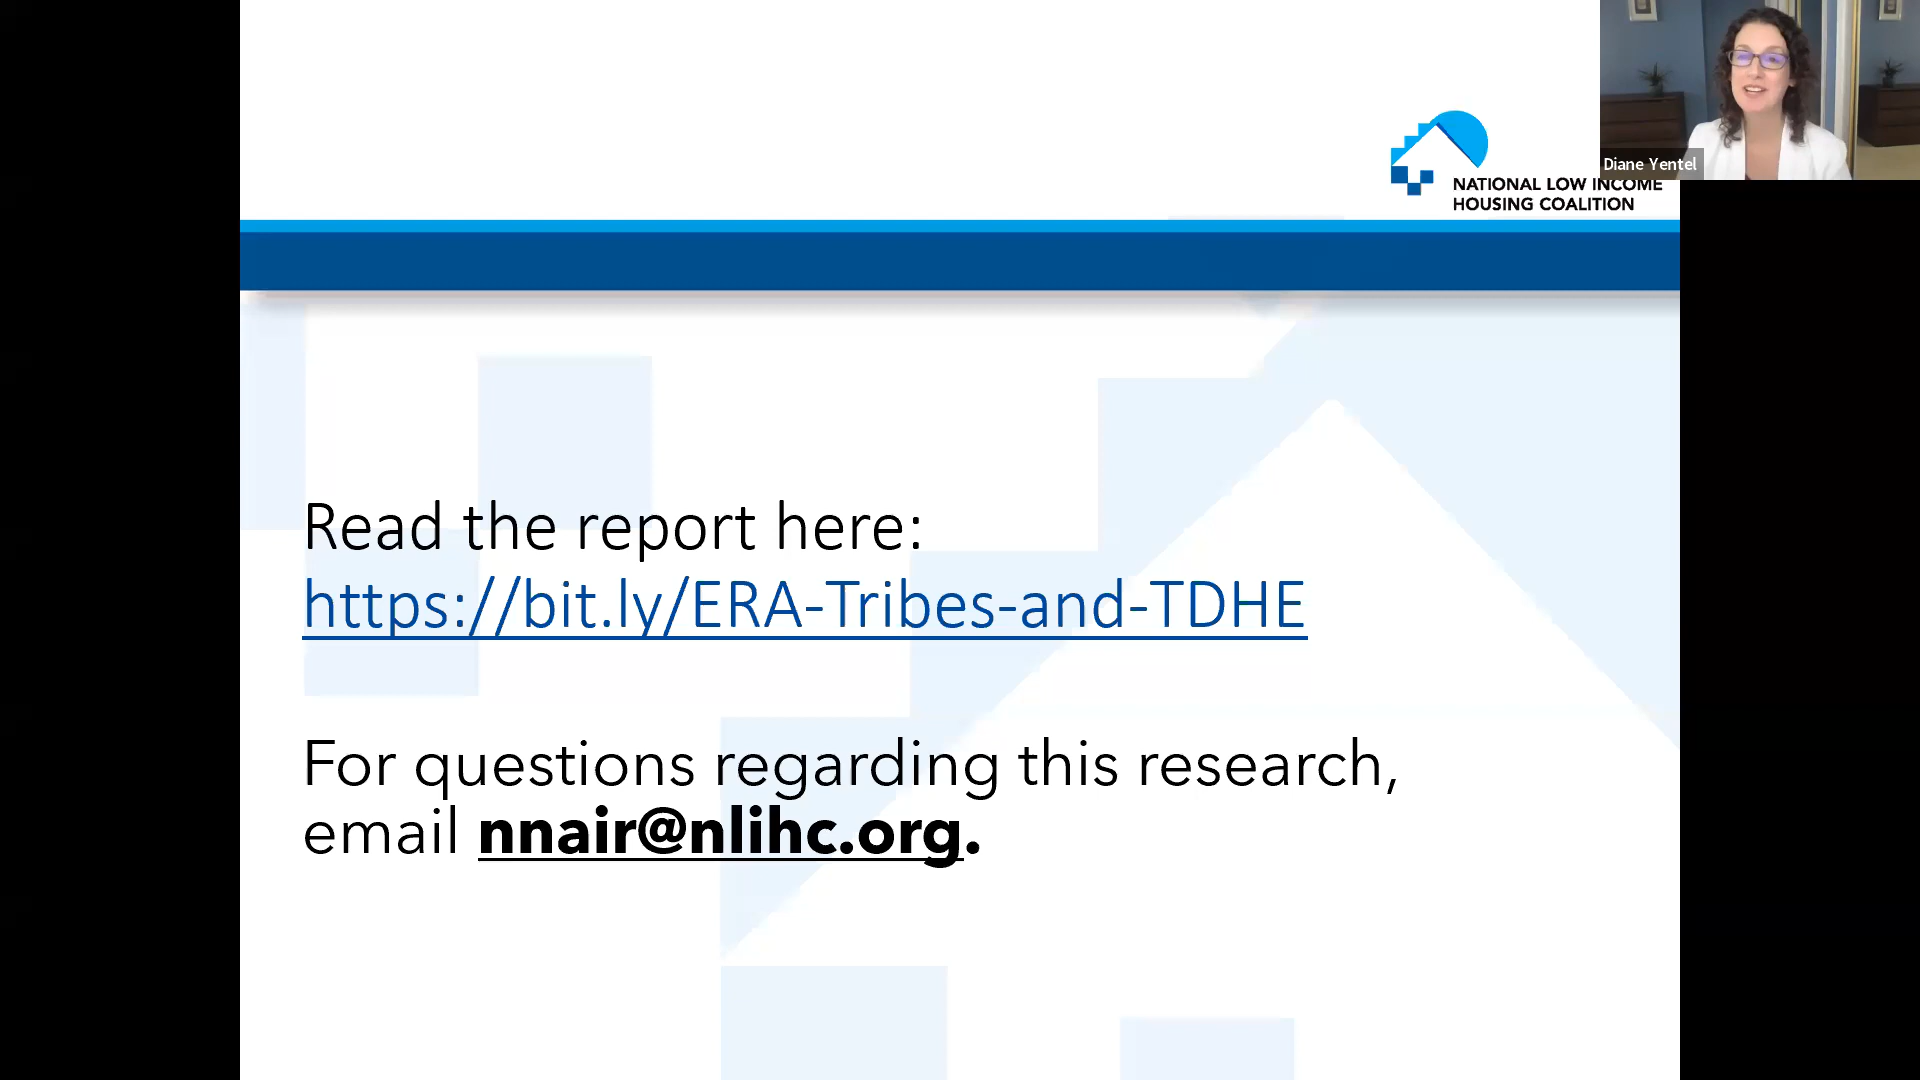 Diane Yentel
NATIONAL LOW INCOME
HOUSING COALITION
Read the report here:
https://bit.ly/ERA-Tribes-and-TDHE
For questions regarding this research,
email nnair@nlihc.org.